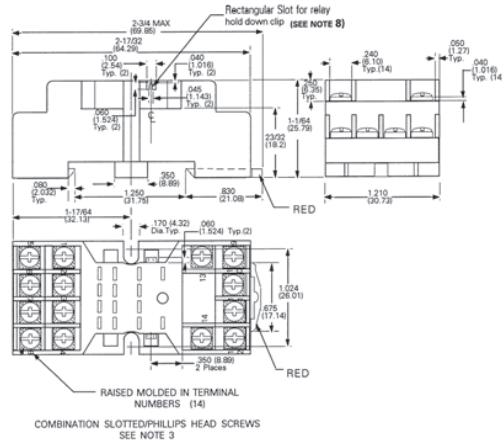 Rectangular Slot for relay
hold down clip (SEE NOTE 8)
2-3/4 MAX
(69.85)
2-17/32
(64.29)
.100
(2.54)
Typ. (2)
.040
(1.016)
Typ. (2)
.045
(1.143)
Typ. (2)
.060
(1.524)
Typ. (2)
23/32
(18.2)
1-1/64
(25.79)
.240
(6.10)
Typ.(14)
.050
(1.27)
Typ.
.040
(1.016)
Typ. (14
.250
(6.35)
Typ.
.080
(2.032)
Typ.
.350
(8.89)
1.250
(31.75)
.830
(21.08)
RED
1.210
(30.73)
1-17/64
(32.13)
.170 (4.32)
Dia.Typ.
.060
(1.524) Typ.(2)
13
14
1.024
(26.01)
.675
(17.14)
.350 (8.89)
2 Places
RED
RAISED MOLDED IN TERMINAL
NUMBERS (14)
COMBINATION SLOTTED/PHILLIPS HEAD SCREWS
SEE NOTE 3